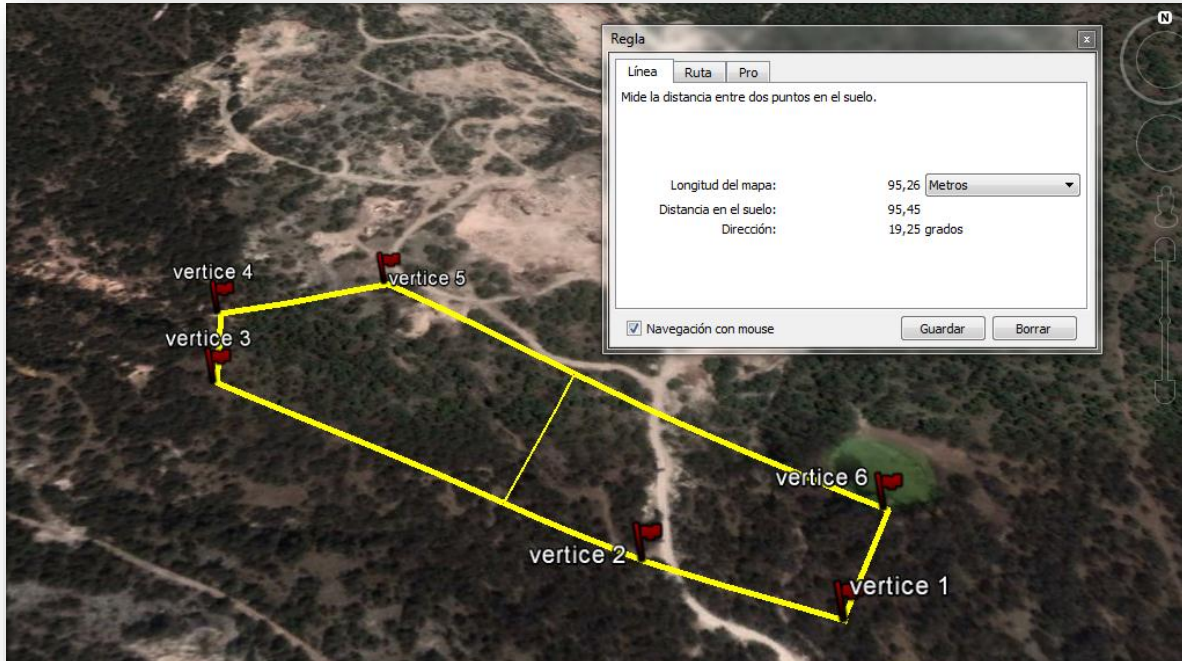 N
Regla
x
Línea Ruta Pro
Mide la distancia entre dos puntos en el suelo.
Longitud del mapa: 95,26 Metros
Distancia en el suelo: 95,45
Dirección: 19,25 grados
Navegación con mouse Guardar Borrar
vertice 4
vertice 5
vertice 3
vertice 6
vertice 2
vertice 1